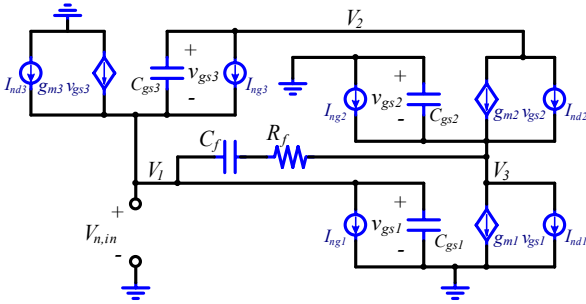 V2
Ind3
gm3 vgs3
Cgs3
+
vgs3
-
Ing3
Ing2
+
vgs2
-
Cgs2
gm2 vgs2
Ind2
Cf
Rf
V1
V3
+
Vn,in
-
Ing1
+
vgs1
-
Cgs1
gm1 vgs1
Ind1